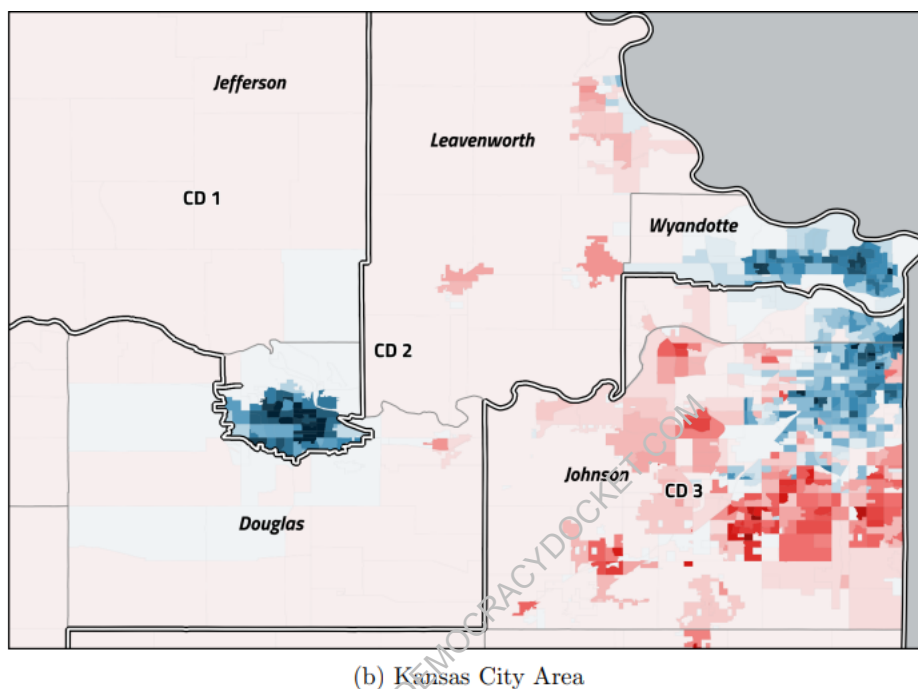 Jefferson
Leavenworth
CD 1
Wyandotte
CD 2
Johnson
CD 3
Douglas
DEMOCRACYDOCKET.COM
(b) Kansas City Area